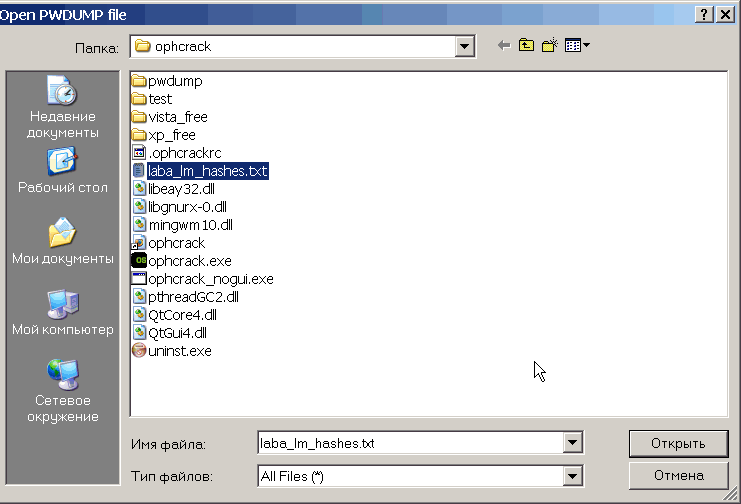 Open PWDUMP file
Папка:
ophcrack
Недавние
документы
Рабочий стол
Мои документы
Мой компьютер
Сетевое
окружение
pwdump
test
vista_free
xp_free
.ophcrackrc
laba_lm_hashes.txt
libeay32.dll
libgnurx-0.dll
mingwm10.dll
ophcrack
ophcrack.exe
ophcrack_nogui.exe
pthreadGC2.dll
QtCore4.dll
QtGui4.dll
uninst.exe
Имя файла:
laba_lm_hashes.txt
Открыть
Тип файлов:
All Files (*)
Отмена